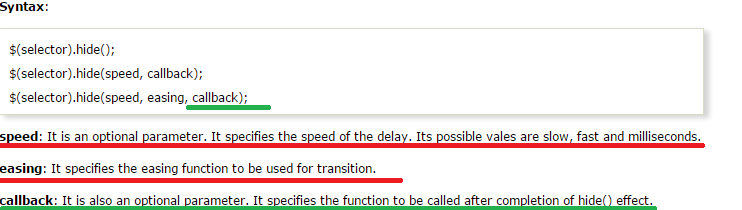 Syntax:
$(selector).hide();
$(selector).hide(speed, callback);
$(selector).hide(speed, easing, callback);
speed: It is an optional parameter. It specifies the speed of the delay. Its possible vales are slow, fast and milliseconds.
easing: It specifies the easing function to be used for transition.
callback: It is also an optional parameter. It specifies the function to be called after completion of hide() effect.